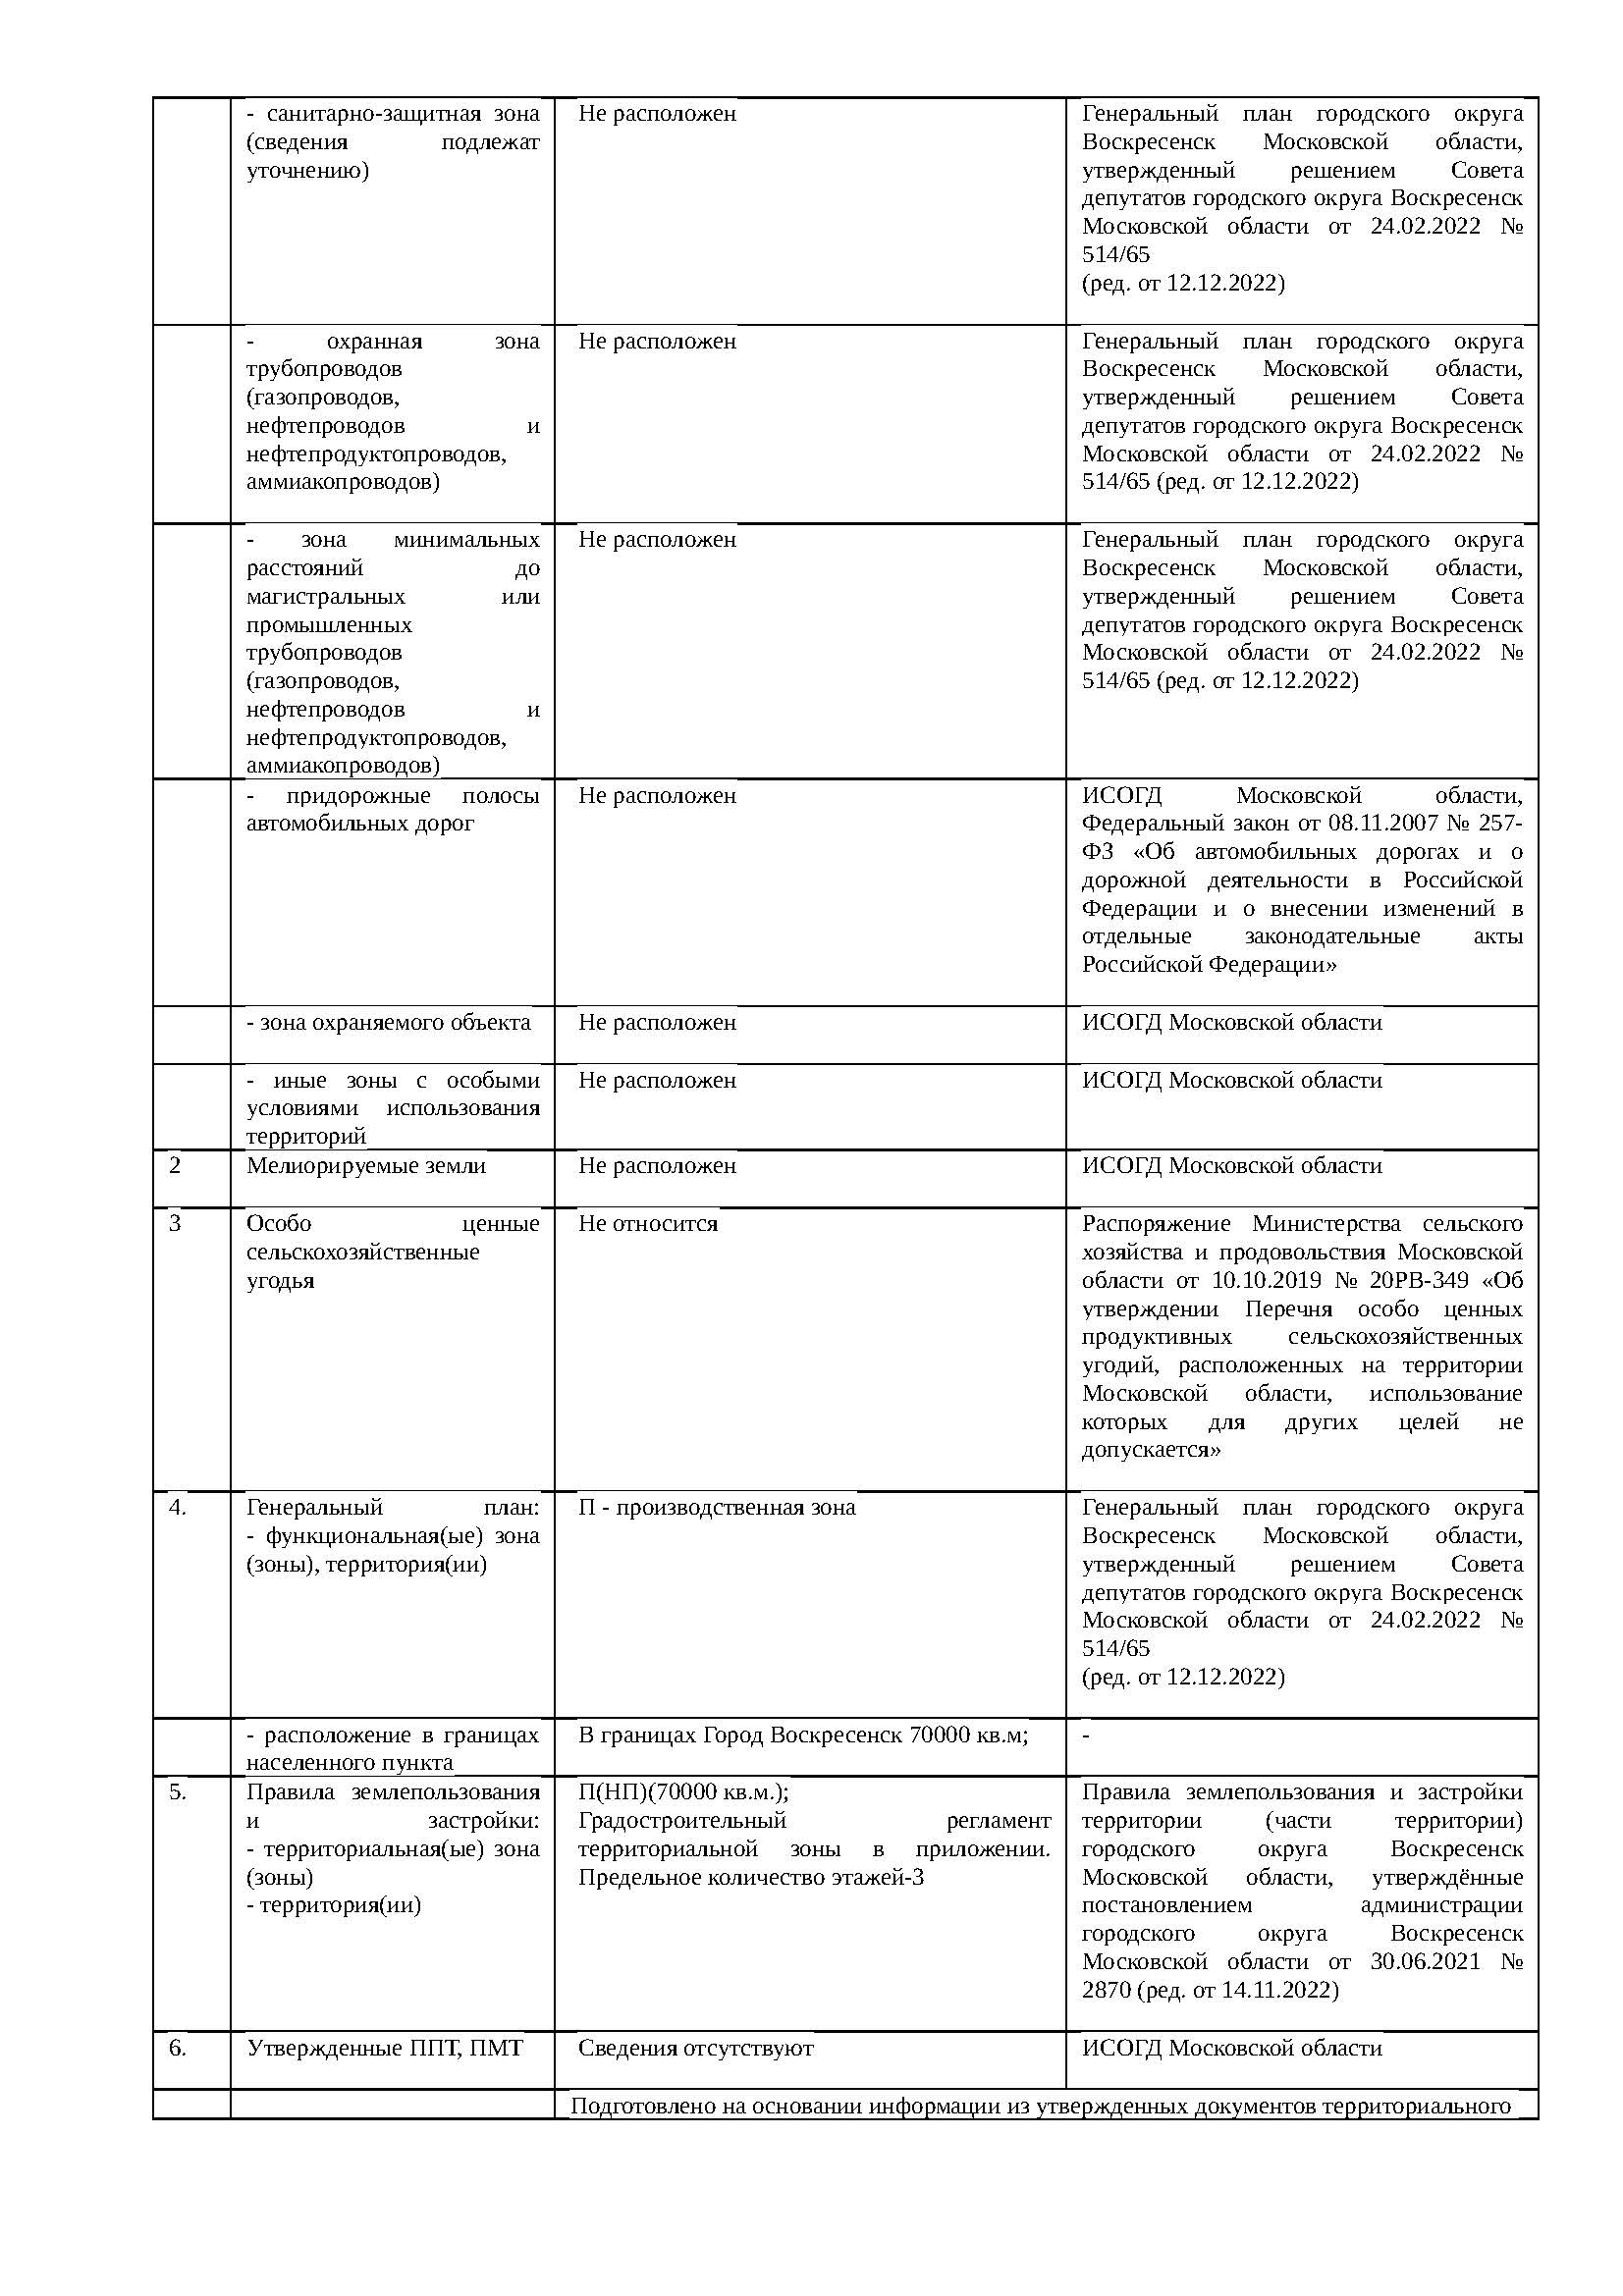 - санитарно-защитная зона
(сведения подлежат
уточнению)
Не расположен
Генеральный план городского округа
Воскресенск Московской области,
утвержденный решением Совета
депутатов городского округа Воскресенск
Московской области от 24.02.2022 №
514/65
(ред. от 12.12.2022)
- охранная зона
трубопроводов
(газопроводов,
нефтепроводов и
нефтепродуктопроводов,
аммиакопроводов)
Не расположен
Генеральный план городского округа
Воскресенск Московской области,
утвержденный решением Совета
депутатов городского округа Воскресенск
Московской области от 24.02.2022 №
514/65 (ред. от 12.12.2022)
- зона минимальных
расстояний до
магистральных или
промышленных
трубопроводов
(газопроводов,
нефтепроводов и
нефтепродуктопроводов,
аммиакопроводов)
Не расположен
Генеральный план городского округа
Воскресенск Московской области,
утвержденный решением Совета
депутатов городского округа Воскресенск
Московской области от 24.02.2022 №
514/65 (ред. от 12.12.2022)
- придорожные полосы
автомобильных дорог
Не расположен
ИСОГД Московской области,
Федеральный закон от 08.11.2007 № 257-
ФЗ «Об автомобильных дорогах и о
дорожной деятельности в Российской
Федерации и о внесении изменений в
отдельные законодательные акты
Российской Федерации»
- зона охраняемого объекта
Не расположен
ИСОГД Московской области
- иные зоны с особыми
условиями использования
территорий
Не расположен
ИСОГД Московской области
2
Мелиорируемые земли
Не расположен
ИСОГД Московской области
3
Особо ценные
сельскохозяйственные
угодья
Не относится
Распоряжение Министерства сельского
хозяйства и продовольствия Московской
области от 10.10.2019 № 20РВ-349 «Об
утверждении Перечня особо ценных
продуктивных сельскохозяйственных
угодий, расположенных на территории
Московской области, использование
которых для других целей не
допускается»
4.
Генеральный план:
- функциональная(ые) зона
(зоны), территория(ии)
П - производственная зона
Генеральный план городского округа
Воскресенск Московской области,
утвержденный решением Совета
депутатов городского округа Воскресенск
Московской области от 24.02.2022 №
514/65
(ред. от 12.12.2022)
- расположение в границах
населенного пункта
В границах Город Воскресенск 70000 кв.м;
-
5.
Правила землепользования
и застройки:
- территориальная(ые) зона
(зоны)
- территория(ии)
П(НП)(70000 кв.м.);
Градостроительный регламент
территориальной зоны в приложении.
Предельное количество этажей-3
Правила землепользования и застройки
территории (части территории)
городского округа Воскресенск
Московской области, утверждённые
постановлением администрации
городского округа Воскресенск
Московской области от 30.06.2021 №
2870 (ред. от 14.11.2022)
6.
Утвержденные ППТ, ПМТ
Сведения отсутствуют
ИСОГД Московской области
Подготовлено на основании информации из утвержденных документов территориального